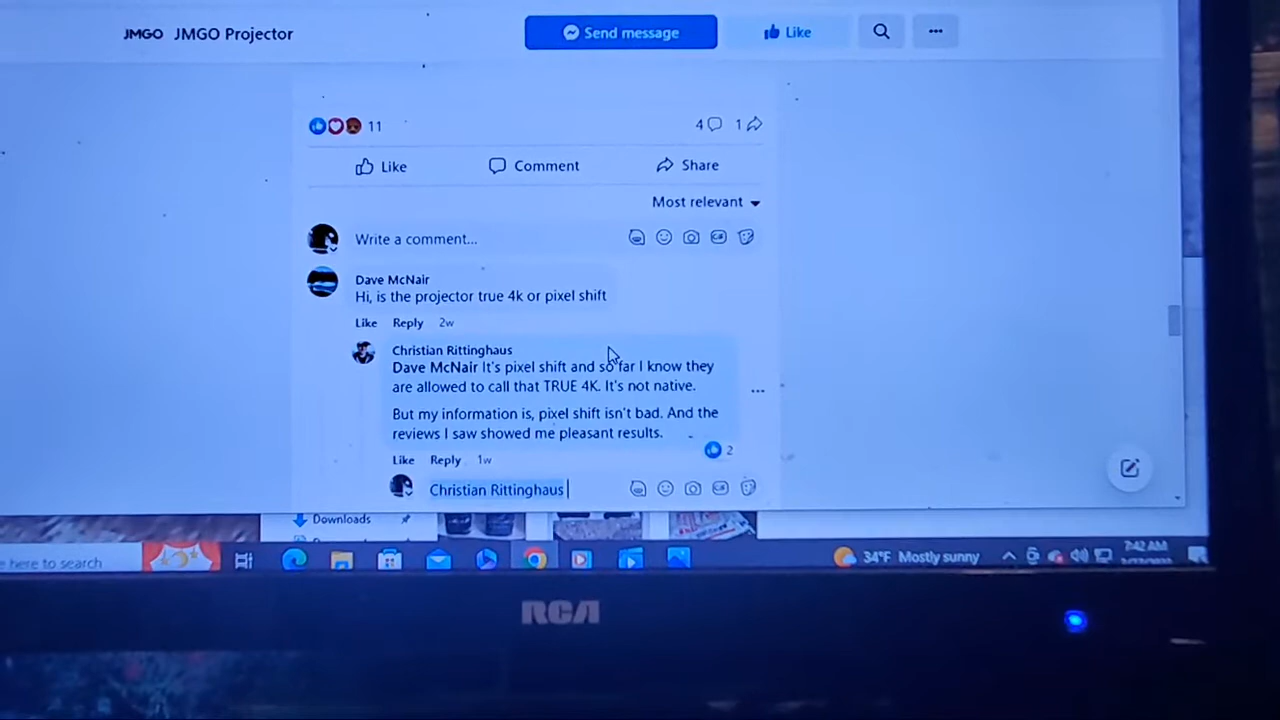 JMGO JMGO Projector
Send message
Like
11
4
1
Like
Comment
Share
Most relevant
Write a comment...
Dave McNair
Hi, is the projector true 4k or pixel shift
Like Reply 2w
Christian Rittinghaus
Dave McNair It's pixel shift and so far I know they
are allowed to call that TRUE 4K. It's not native.
But my information is, pixel shift isn't bad. And the
reviews I saw showed me pleasant results.
2
Like Reply 1w
Christian Rittinghaus
Downloads
here to search
34°F Mostly sunny
7:42 AM
RCA